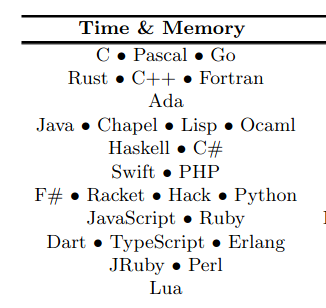 Time & Memory
C • Pascal • Go
Rust • C++ • Fortran
Ada
Java • Chapel • Lisp • Ocaml
Haskell • C#
Swift • PHP
F# • Racket • Hack • Python
JavaScript • Ruby
Dart • TypeScript • Erlang
JRuby • Perl
Lua